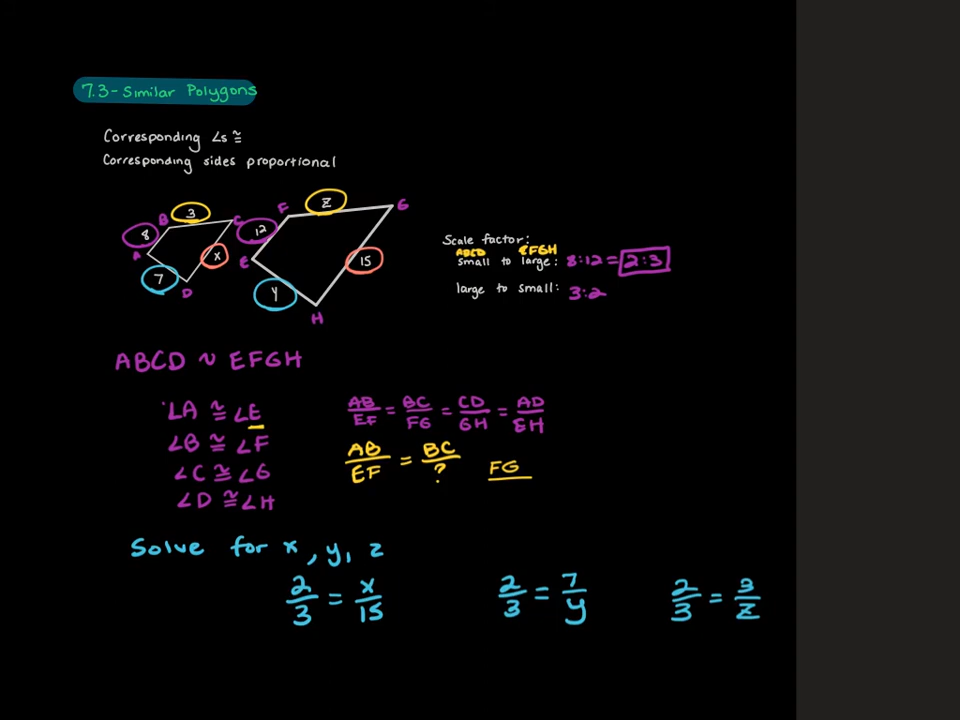 7.3 - Similar Polygons
Corresponding ∠s ≅
Corresponding sides proportional
B 3 C
8
A
7
D
x
F z G
12
E
y
H
15
Scale factor:
ABCD EFGH
small to large: 8:12 = 2:3
large to small: 3:2
ABCD ~ EFGH
∠A ≅ ∠E
∠B ≅ ∠F
∠C ≅ ∠G
∠D ≅ ∠H
AB/EF = BC/FG = CD/GH = AD/EH
AB/EF = BC/? FG
Solve for x, y, z
2/3 = x/15 2/3 = 7/y 2/3 = 3/z